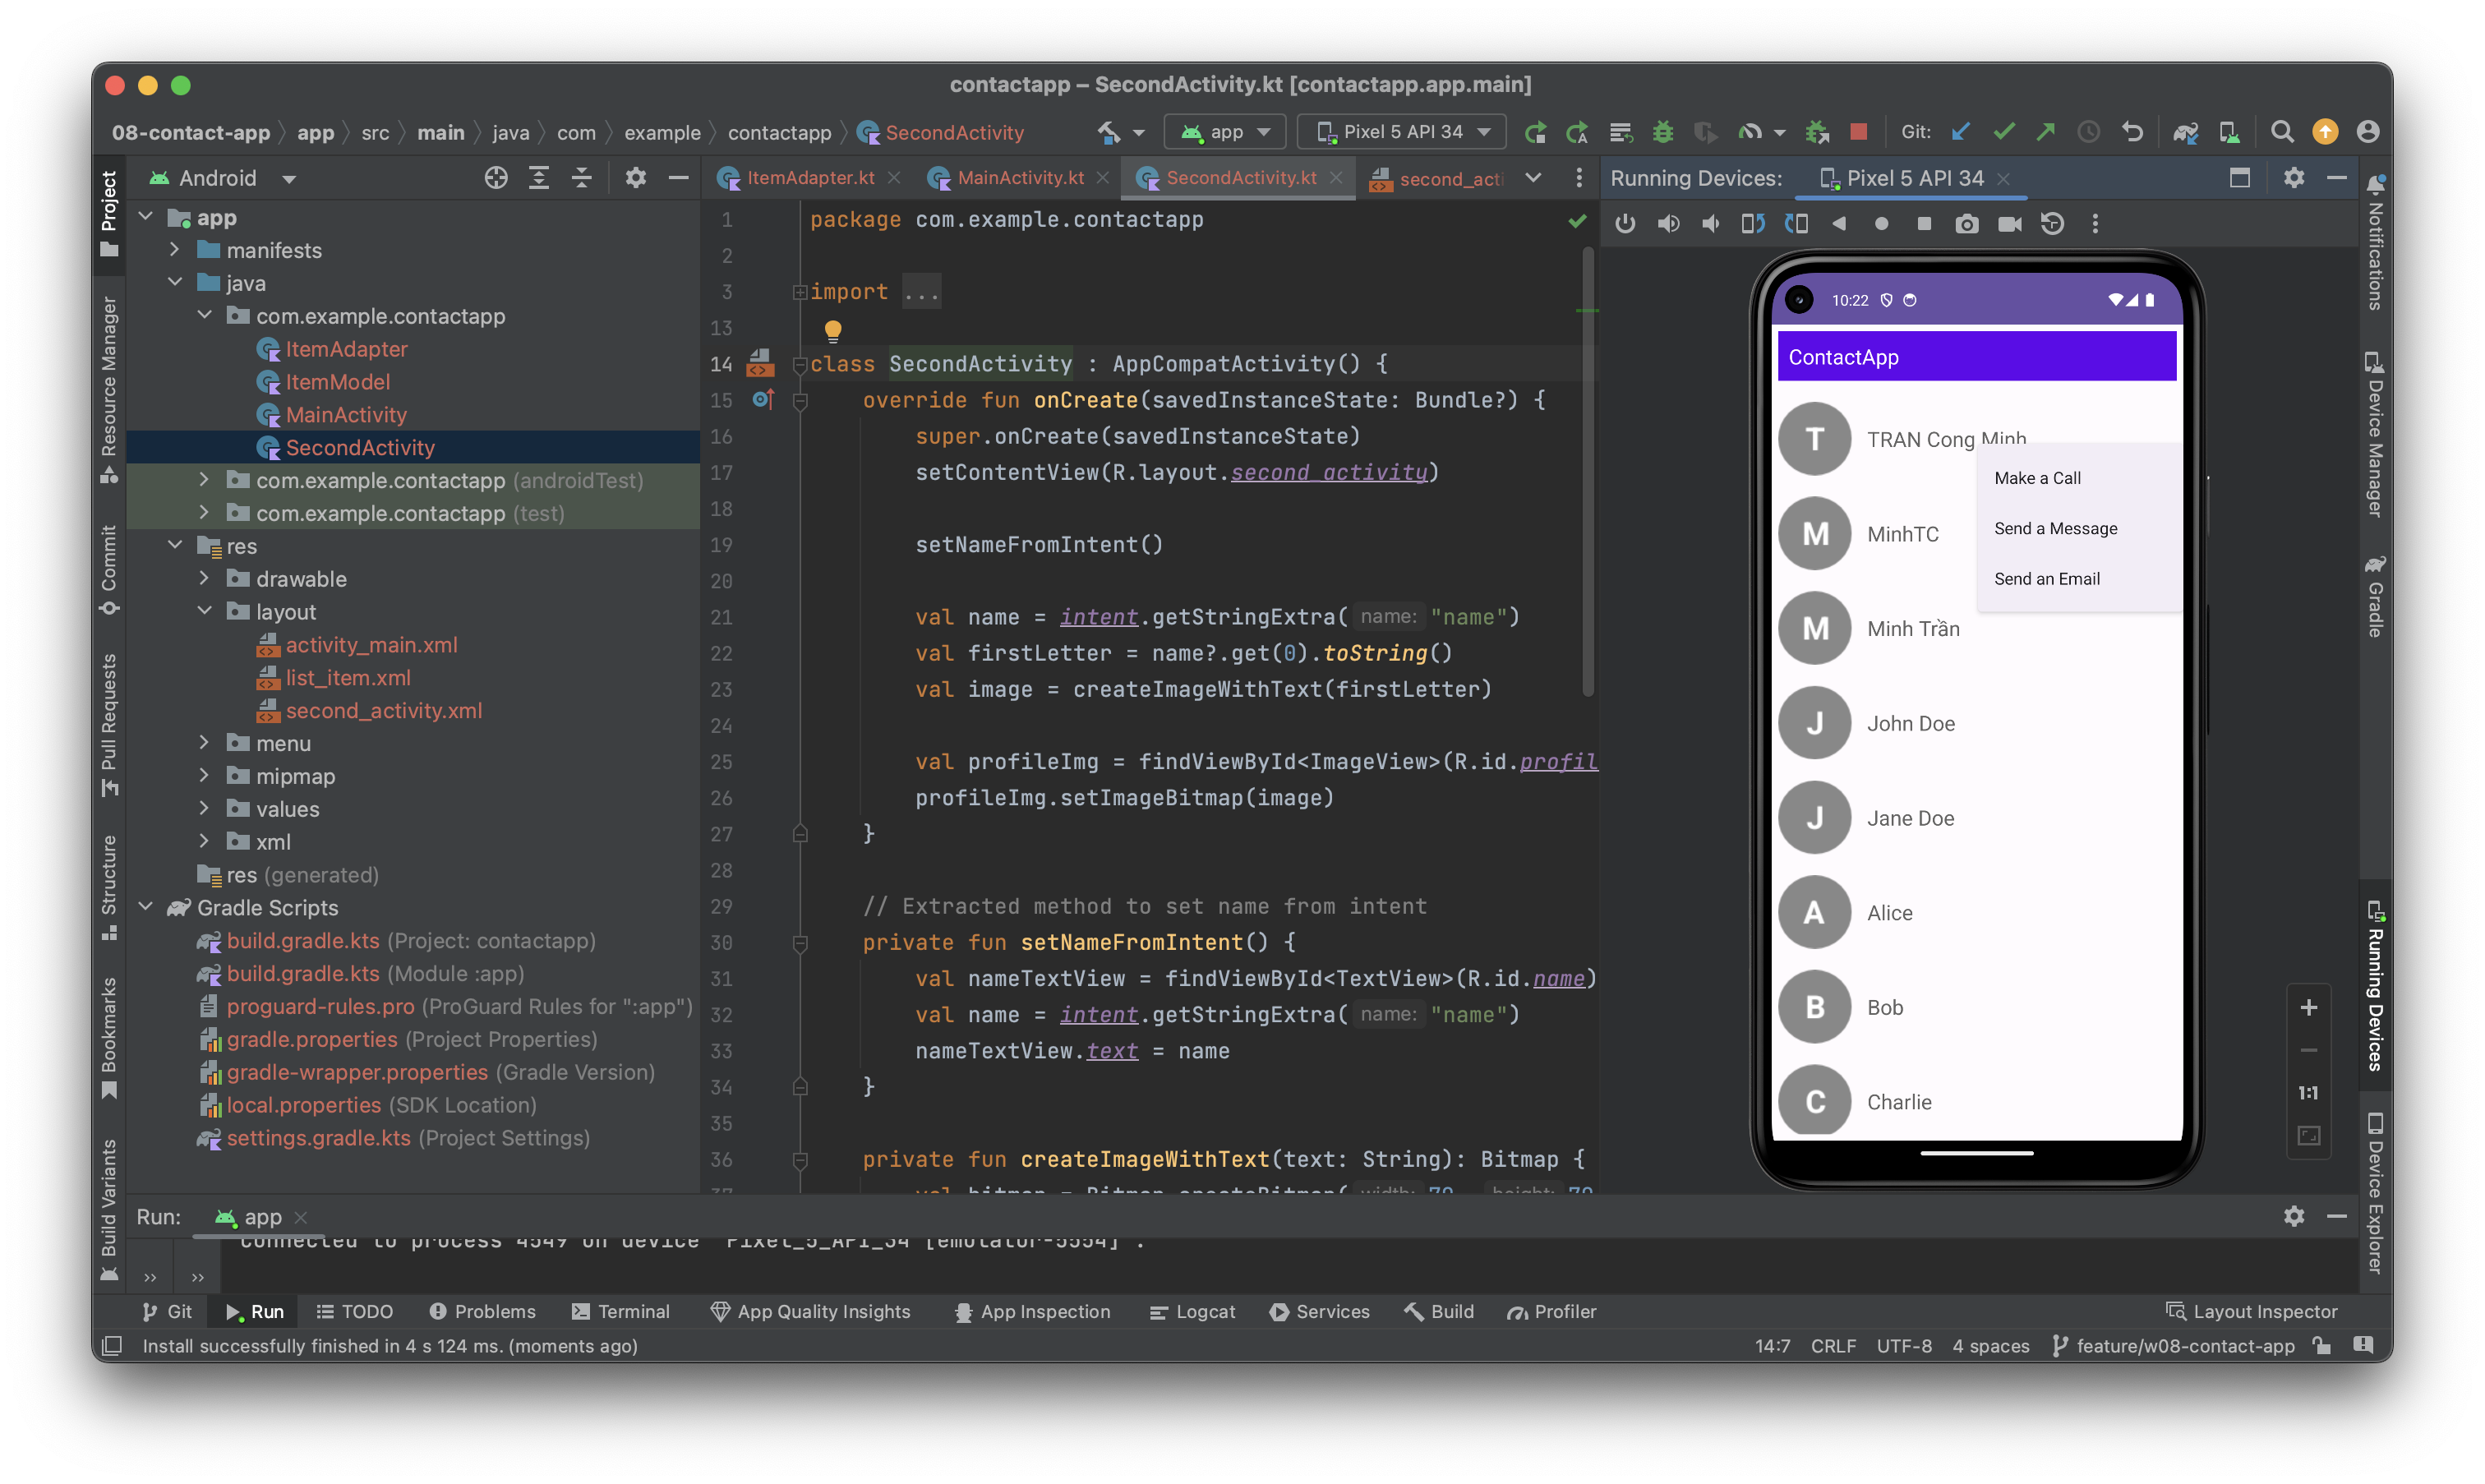 contactapp – SecondActivity.kt [contactapp.app.main]
08-contact-app
app
src
main
java
com
example
contactapp
SecondActivity
app
Pixel 5 API 34
Git:
Project
Resource Manager
Commit
Pull Requests
Structure
Bookmarks
Build Variants
Android
app
manifests
java
com.example.contactapp
ItemAdapter
ItemModel
MainActivity
SecondActivity
com.example.contactapp (androidTest)
com.example.contactapp (test)
res
drawable
layout
activity_main.xml
list_item.xml
second_activity.xml
menu
mipmap
values
xml
res (generated)
Gradle Scripts
build.gradle.kts (Project: contactapp)
build.gradle.kts (Module :app)
proguard-rules.pro (ProGuard Rules for ":app")
gradle.properties (Project Properties)
gradle-wrapper.properties (Gradle Version)
local.properties (SDK Location)
settings.gradle.kts (Project Settings)
ItemAdapter.kt
MainActivity.kt
SecondActivity.kt
second_acti
1 package com.example.contactapp
2
3 import ...
13
14 class SecondActivity : AppCompatActivity() {
15 override fun onCreate(savedInstanceState: Bundle?) {
16 super.onCreate(savedInstanceState)
17 setContentView(R.layout.second_activity)
18
19 setNameFromIntent()
20
21 val name = intent.getStringExtra( name: "name")
22 val firstLetter = name?.get(0).toString()
23 val image = createImageWithText(firstLetter)
24
25 val profileImg = findViewById<ImageView>(R.id.profil
26 profileImg.setImageBitmap(image)
27 }
28
29 // Extracted method to set name from intent
30 private fun setNameFromIntent() {
31 val nameTextView = findViewById<TextView>(R.id.name)
32 val name = intent.getStringExtra( name: "name")
33 nameTextView.text = name
34 }
35
36 private fun createImageWithText(text: String): Bitmap {
37 val bitmap = Bitmap.createBitmap( width: 70, height: 70
Running Devices:
Pixel 5 API 34
10:22
ContactApp
T TRAN Cong Minh
Make a Call
Send a Message
Send an Email
M MinhTC
M Minh Trần
J John Doe
J Jane Doe
A Alice
B Bob
C Charlie
1:1
Notifications
Device Manager
Gradle
Running Devices
Device Explorer
Run:
app
Connected to process 4549 on device 'Pixel_5_API_34 [emulator-5554]'.
Git
Run
TODO
Problems
Terminal
App Quality Insights
App Inspection
Logcat
Services
Build
Profiler
Layout Inspector
Install successfully finished in 4 s 124 ms. (moments ago)
14:7
CRLF
UTF-8
4 spaces
feature/w08-contact-app